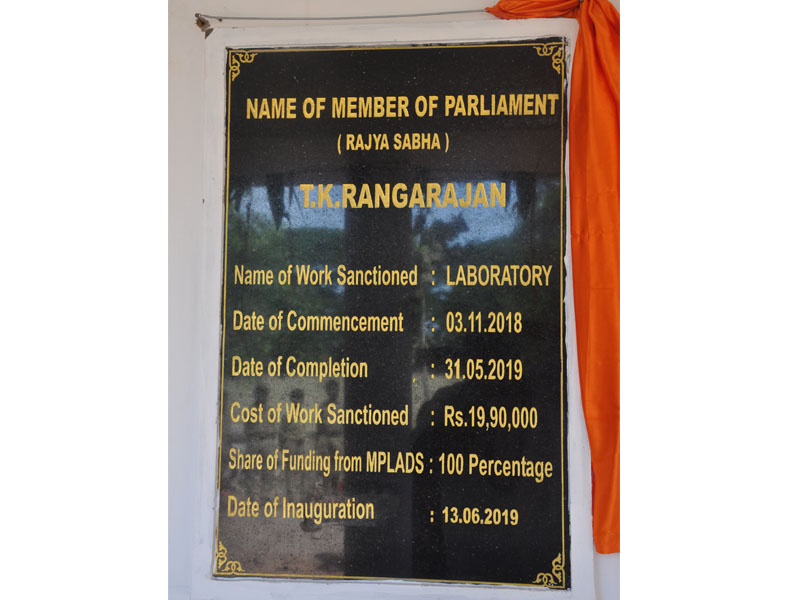 NAME OF MEMBER OF PARLIAMENT
( RAJYA SABHA )
T.K.RANGARAJAN
Name of Work Sanctioned : LABORATORY
Date of Commencement : 03.11.2018
Date of Completion : 31.05.2019
Cost of Work Sanctioned : Rs.19,90,000
Share of Funding from MPLADS : 100 Percentage
Date of Inauguration : 13.06.2019